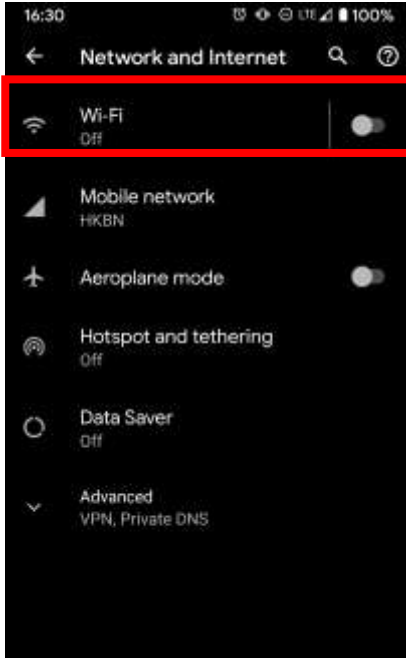 16:30 LTE 100%
Network and Internet
Wi-Fi
Off
Mobile network
HKBN
Aeroplane mode
Hotspot and tethering
Off
Data Saver
Off
Advanced
VPN, Private DNS